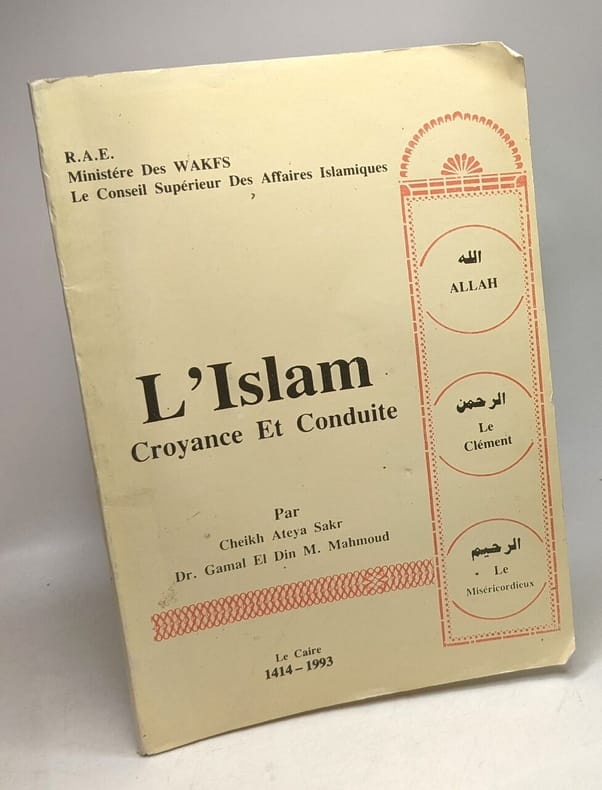 R.A.E.
Ministére Des WAKFS
Le Conseil Supérieur Des Affaires Islamiques
الله
ALLAH
L'Islam
Croyance Et Conduite
الرحمن
Le
Clément
Par
Cheikh Ateya Sakr
Dr. Gamal El Din M. Mahmoud
الرحيم
Le
Miséricordieux
Le Caire
1414 – 1993